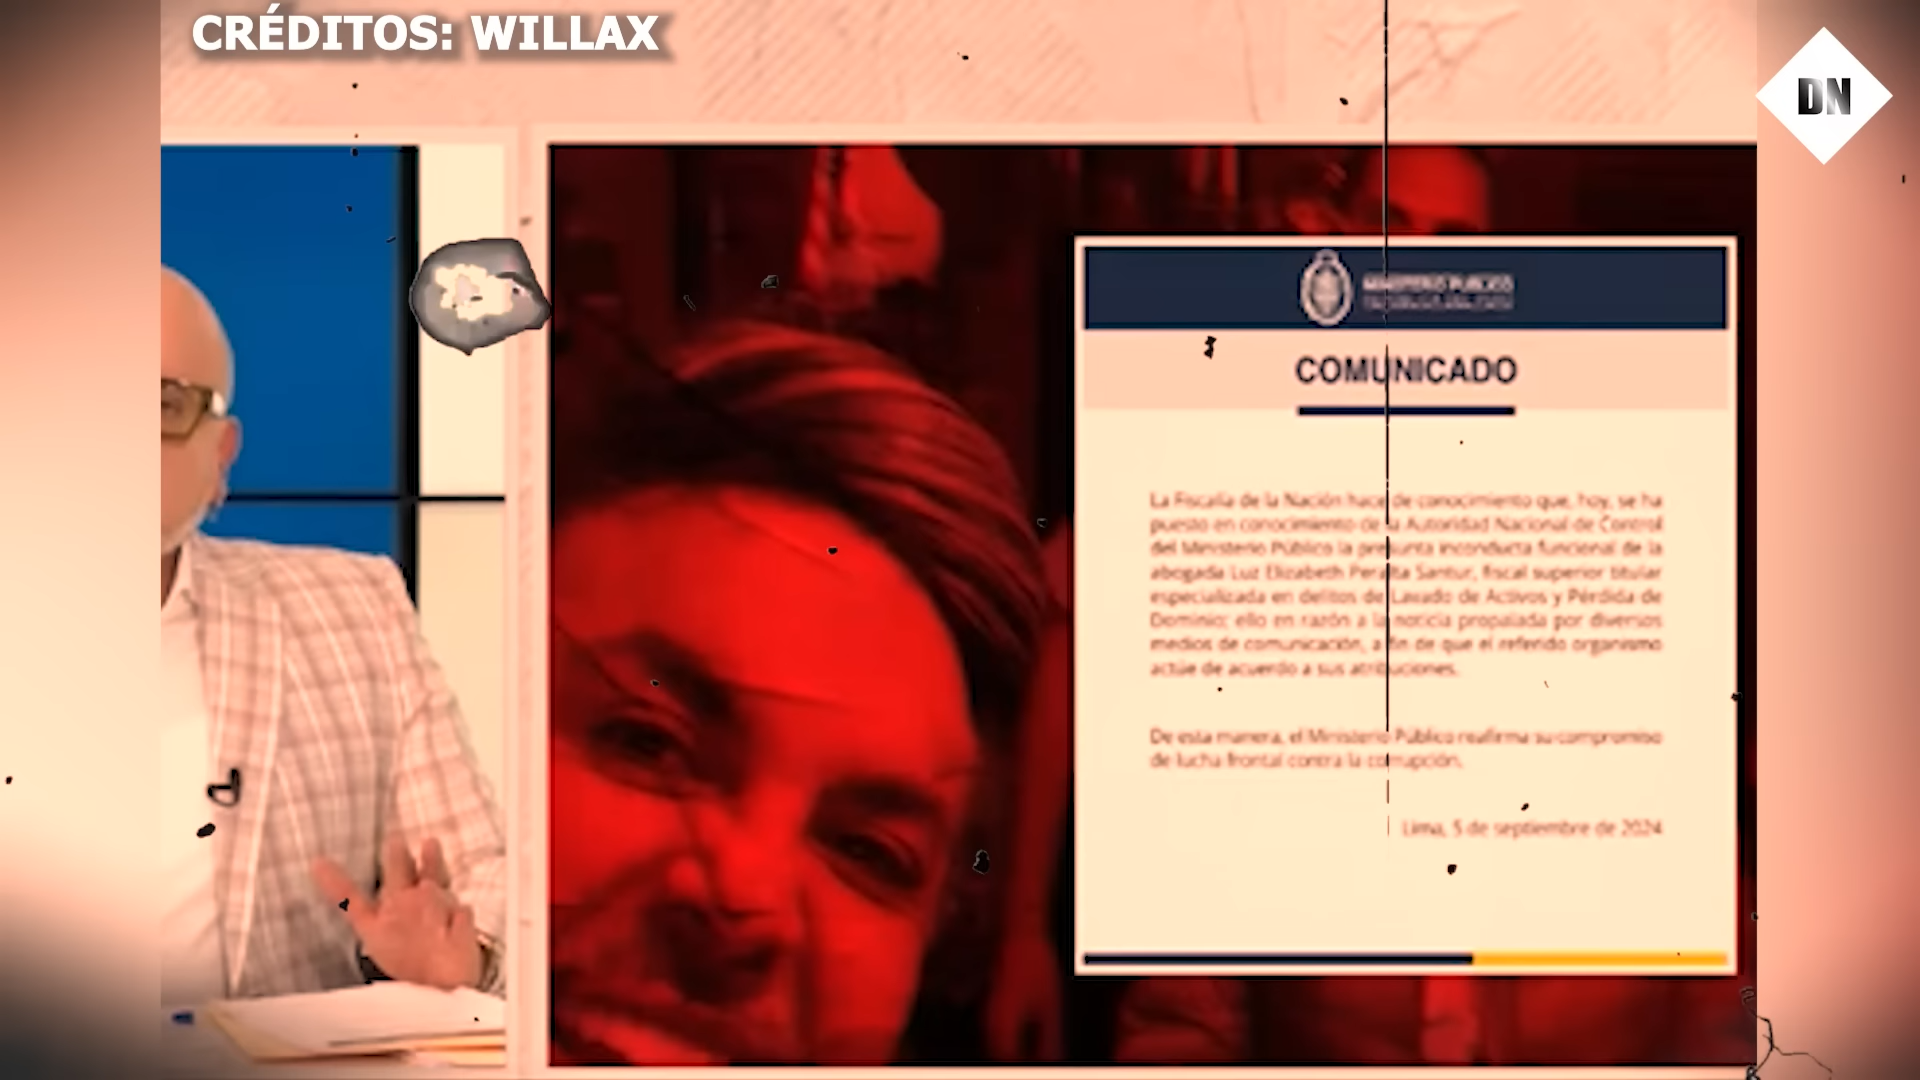 CRÉDITOS: WILLAX
DN
MINISTERIO PÚBLICO
COMUNICADO
La Fiscalía de la Nación hace de conocimiento que, hoy, se ha
puesto en conocimiento de la Autoridad Nacional de Control
del Ministerio Público la presunta inconducta funcional de la
abogada Luz Elizabeth Peralta Santur, fiscal superior titular
especializada en delitos de Lavado de Activos y Pérdida de
Dominio; ello en razón a la noticia propalada por diversos
medios de comunicación, a fin de que el referido organismo
actúe de acuerdo a sus atribuciones.
De esta manera, el Ministerio Público reafirma su compromiso
de lucha frontal contra la corrupción.
Lima, 5 de septiembre de 2024